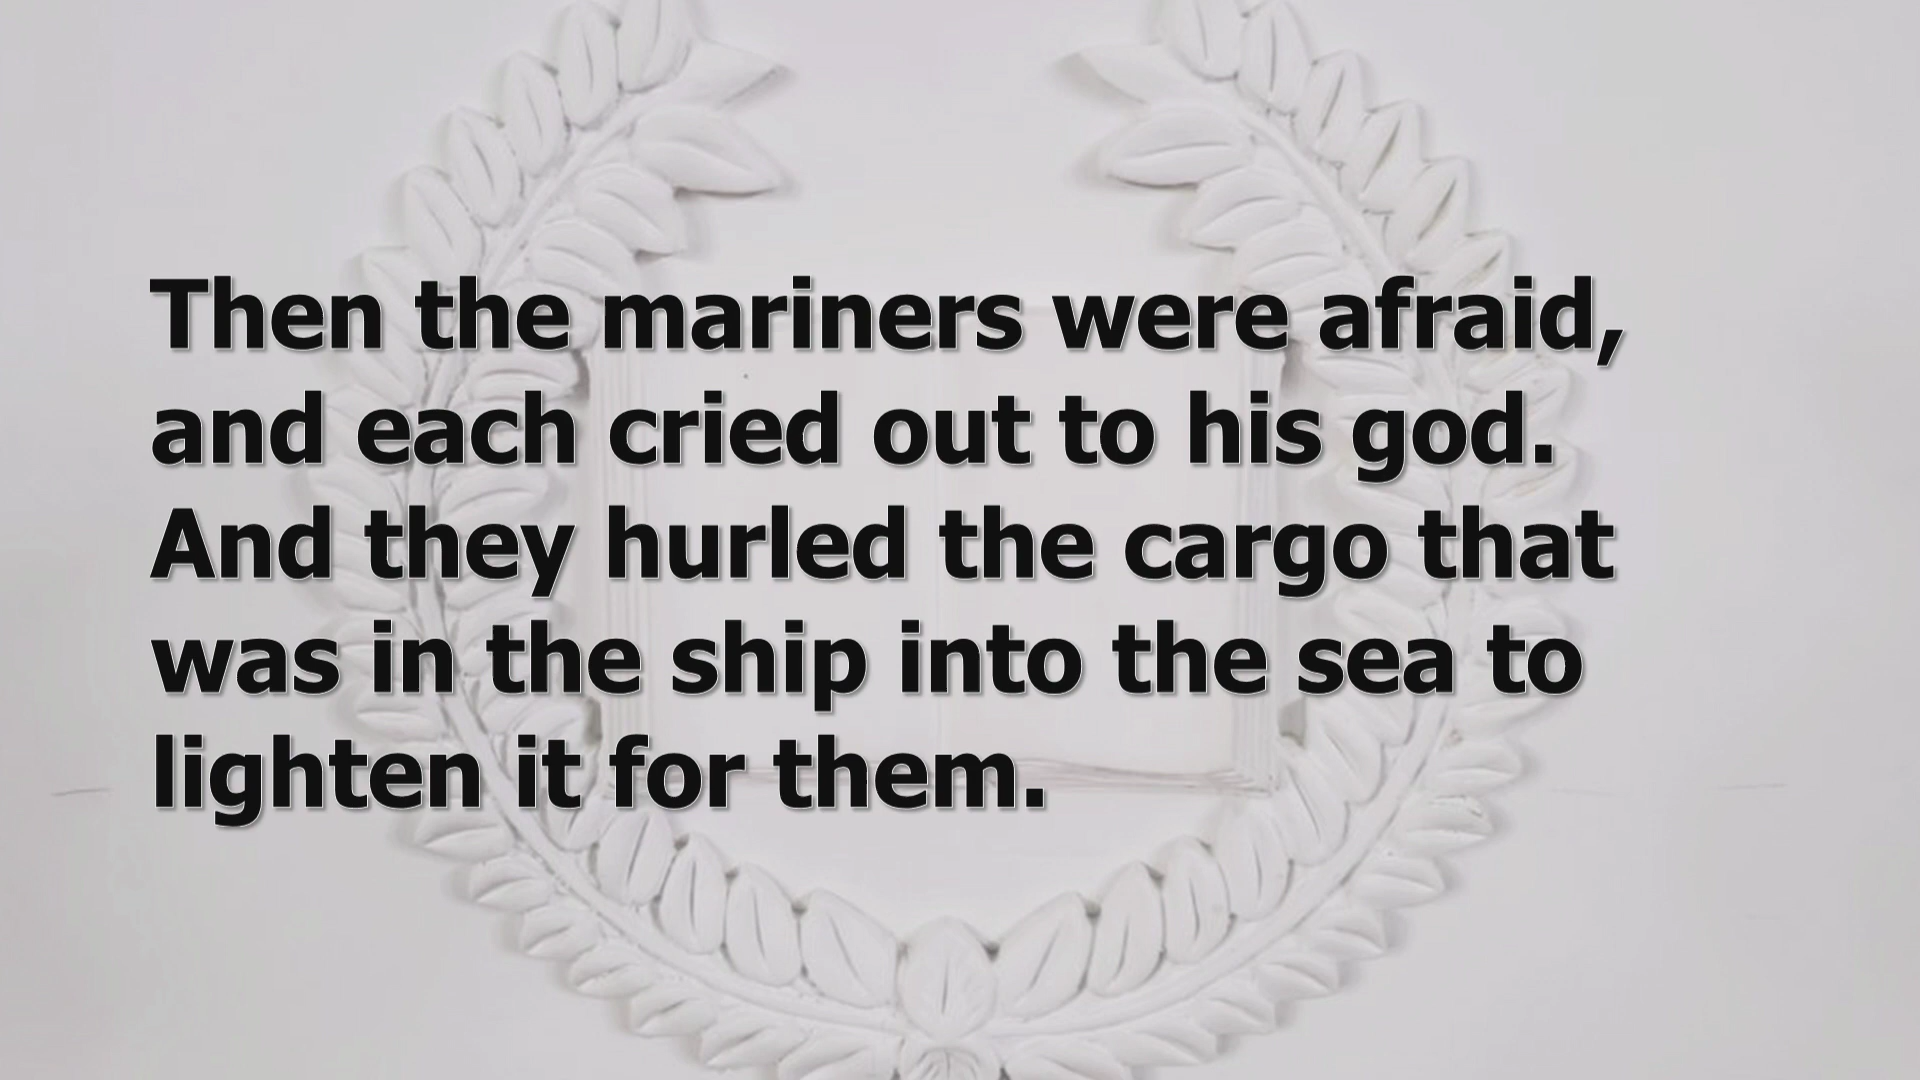 Then the mariners were afraid,
and each cried out to his god.
And they hurled the cargo that
was in the ship into the sea to
lighten it for them.